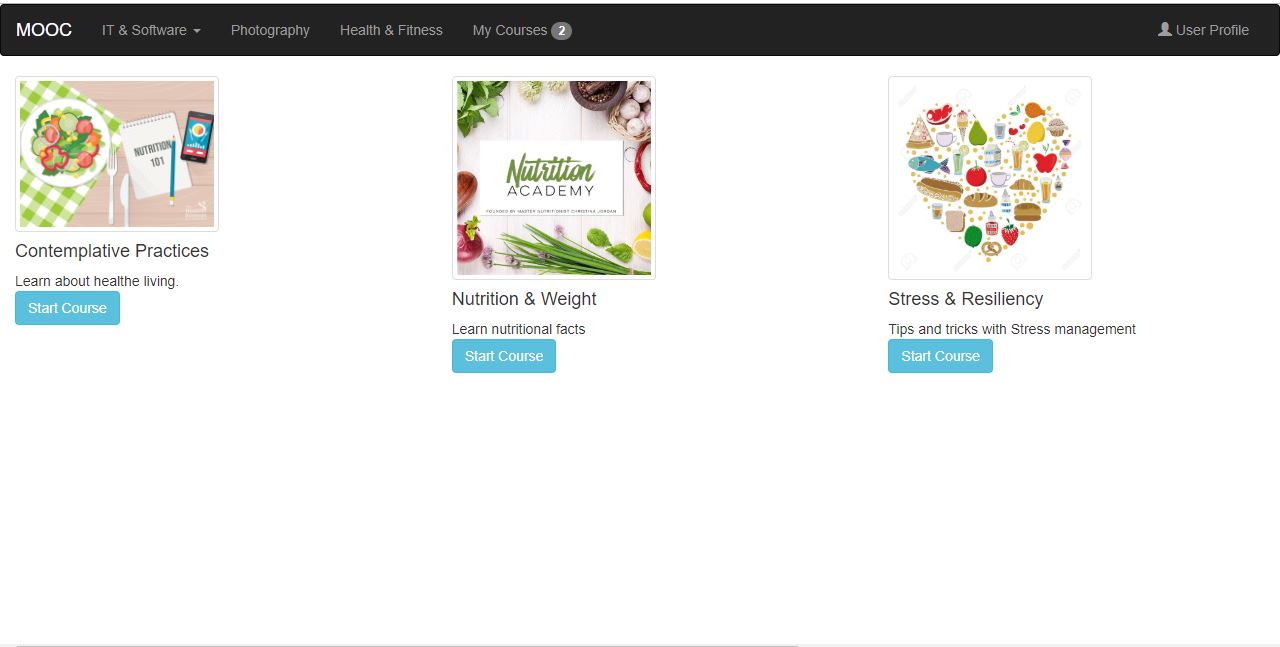 MOOC IT & Software Photography Health & Fitness My Courses 2 User Profile
NUTRITION
101
Contemplative Practices
Learn about healthe living.
Start Course
Nutrition
ACADEMY
FOUNDED BY MASTER NUTRITIONIST CHRISTINA JORDAN
Nutrition & Weight
Learn nutritional facts
Start Course
Stress & Resiliency
Tips and tricks with Stress management
Start Course